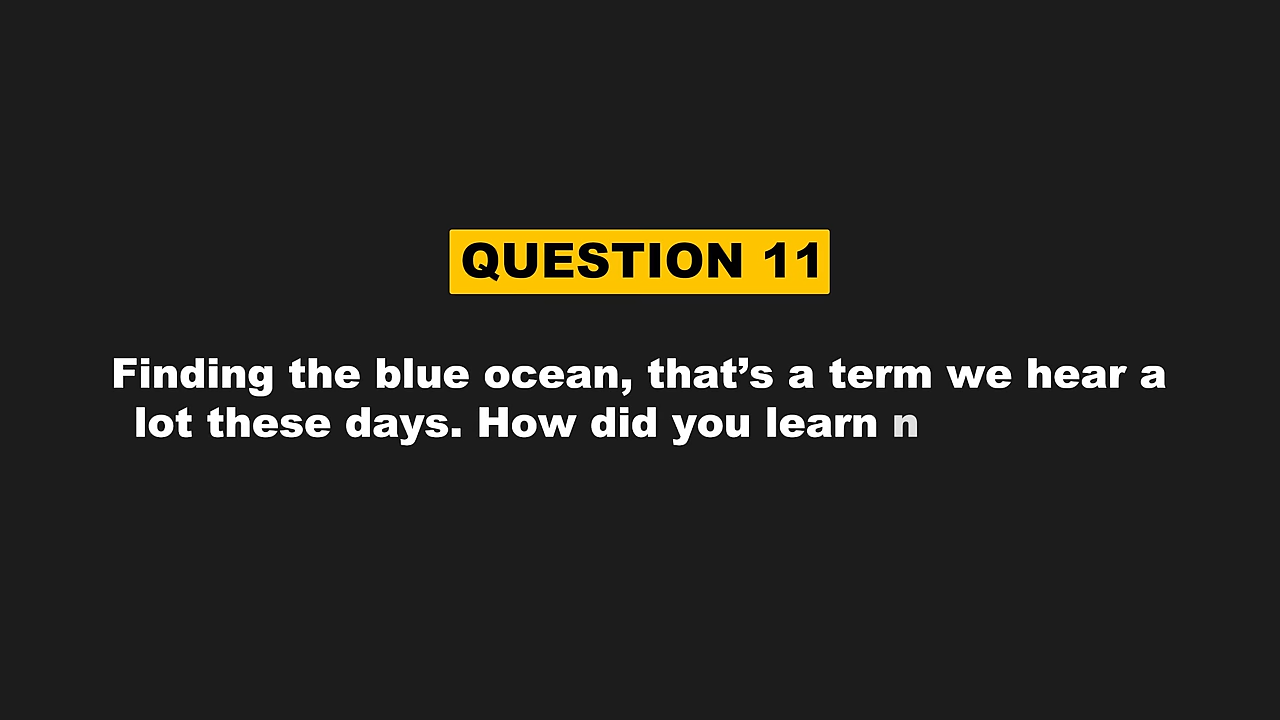 QUESTION 11
Finding the blue ocean, that’s a term we hear a
lot these days. How did you learn n